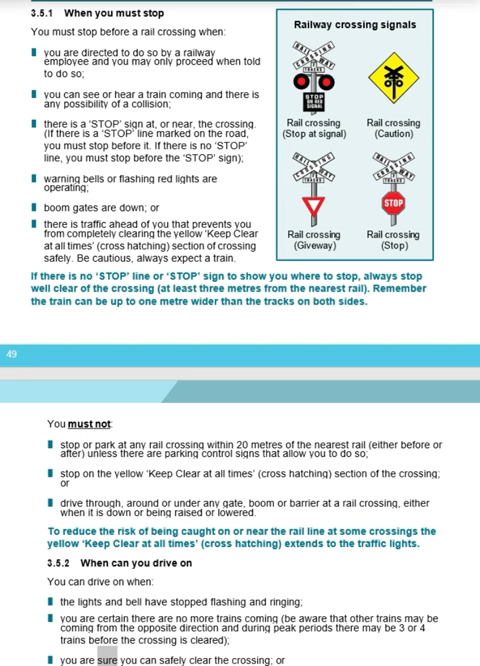 3.5.1 When you must stop
You must stop before a rail crossing when:
you are directed to do so by a railway
employee and you may only proceed when told
to do so;
you can see or hear a train coming and there is
any possibility of a collision;
there is a 'STOP' sign at, or near, the crossing.
(If there is a 'STOP' line marked on the road,
you must stop before it. If there is no 'STOP'
line, you must stop before the 'STOP' sign);
warning bells or flashing red lights are
operating;
boom gates are down; or
there is traffic ahead of you that prevents you
from completely clearing the yellow 'Keep Clear
at all times' (cross hatching) section of crossing
safely. Be cautious, always expect a train.
Railway crossing signals
RAILWAY
CROSSING
TRACKS
STOP
ON RED
SIGNAL
Rail crossing
(Stop at signal)
Rail crossing
(Caution)
RAILWAY
CROSSING
TRACKS
Rail crossing
(Giveway)
RAILWAY
CROSSING
TRACKS
STOP
Rail crossing
(Stop)
If there is no 'STOP' line or 'STOP' sign to show you where to stop, always stop
well clear of the crossing (at least three metres from the nearest rail). Remember
the train can be up to one metre wider than the tracks on both sides.
49
You must not:
stop or park at any rail crossing within 20 metres of the nearest rail (either before or
after) unless there are parking control signs that allow you to do so;
stop on the yellow 'Keep Clear at all times' (cross hatching) section of the crossing;
or
drive through, around or under any gate, boom or barrier at a rail crossing, either
when it is down or being raised or lowered.
To reduce the risk of being caught on or near the rail line at some crossings the
yellow 'Keep Clear at all times' (cross hatching) extends to the traffic lights.
3.5.2 When can you drive on
You can drive on when:
the lights and bell have stopped flashing and ringing;
you are certain there are no more trains coming (be aware that other trains may be
coming from the opposite direction and during peak periods there may be 3 or 4
trains before the crossing is cleared);
you are sure you can safely clear the crossing; or